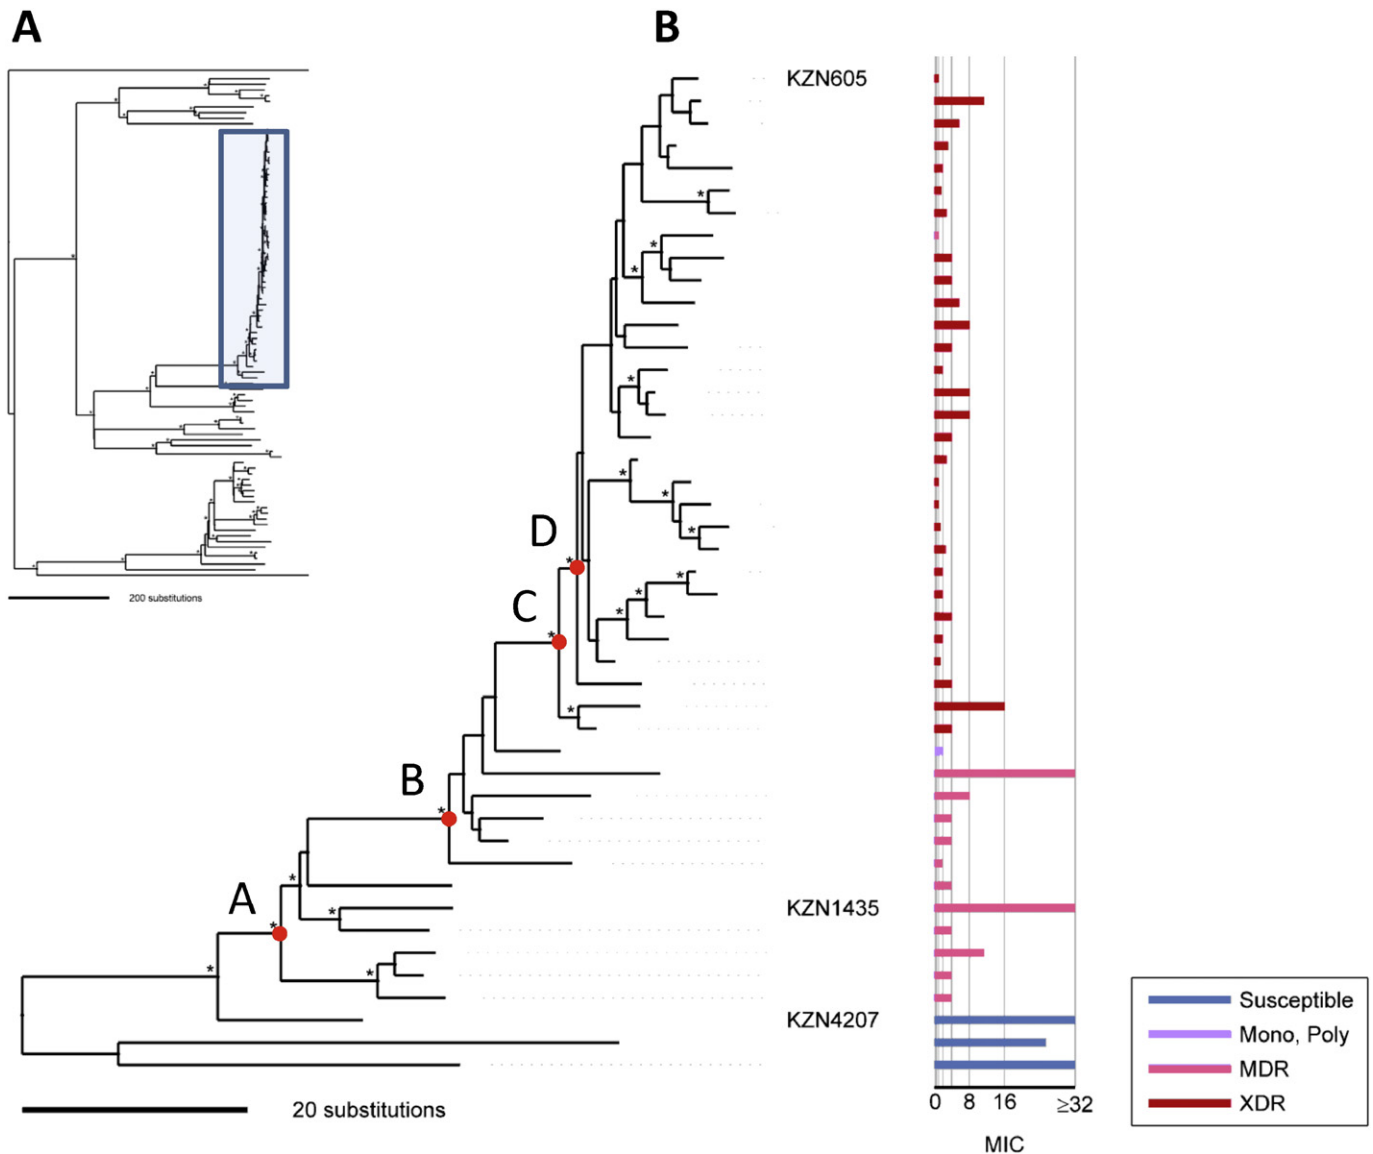 A
B
KZN605
200 substitutions
D
C
B
A
KZN1435
KZN4207
20 substitutions
0 8 16 ≥32
MIC
Susceptible
Mono, Poly
MDR
XDR